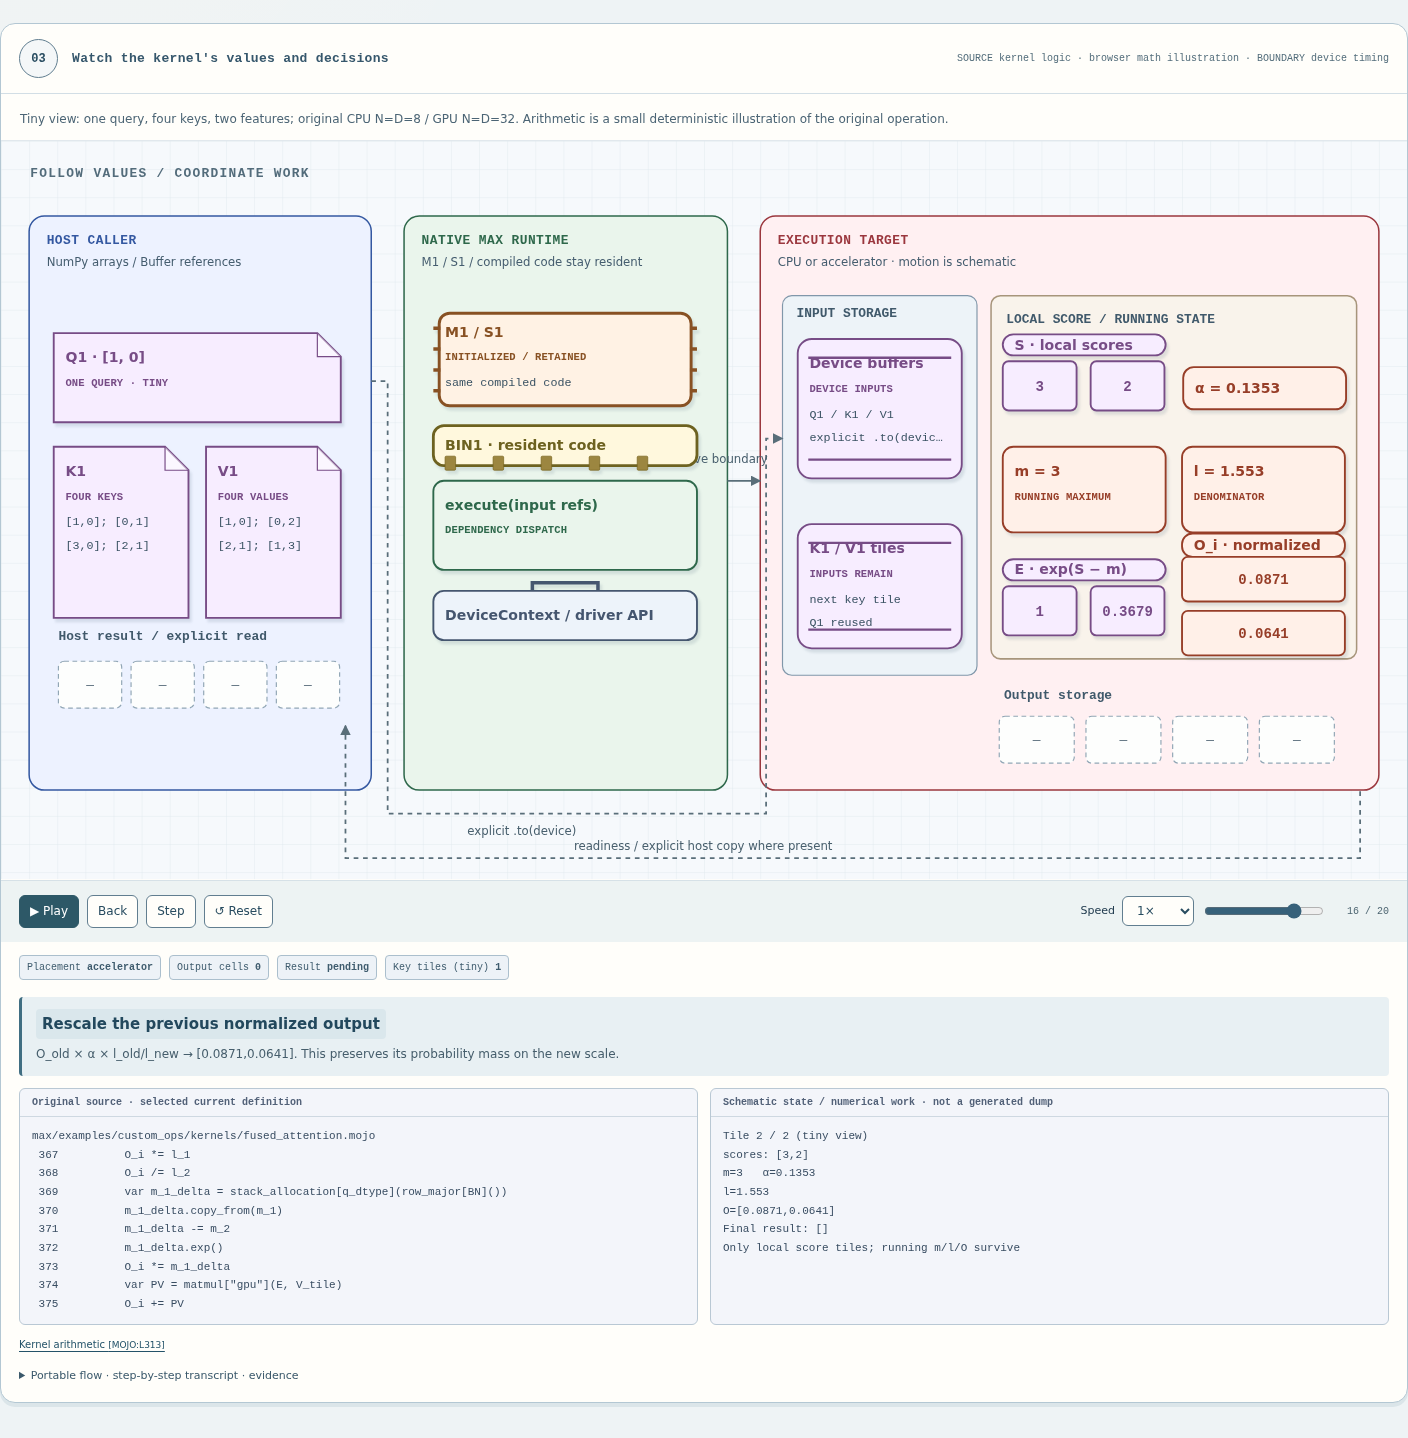 03
Watch the kernel's values and decisions
SOURCE kernel logic · browser math illustration · BOUNDARY device timing
Tiny view: one query, four keys, two features; original CPU N=D=8 / GPU N=D=32. Arithmetic is a small deterministic illustration of the original operation.
FOLLOW VALUES / COORDINATE WORK
HOST CALLER
NumPy arrays / Buffer references
Q1 · [1, 0]
ONE QUERY · TINY
K1
FOUR KEYS
[1,0]; [0,1]
[3,0]; [2,1]
V1
FOUR VALUES
[1,0]; [0,2]
[2,1]; [1,3]
Host result / explicit read
— — — —
NATIVE MAX RUNTIME
M1 / S1 / compiled code stay resident
M1 / S1
INITIALIZED / RETAINED
same compiled code
BIN1 · resident code
execute(input refs)
DEPENDENCY DISPATCH
DeviceContext / driver API
ve boundary
EXECUTION TARGET
CPU or accelerator · motion is schematic
INPUT STORAGE
Device buffers
DEVICE INPUTS
Q1 / K1 / V1
explicit .to(devic…
K1 / V1 tiles
INPUTS REMAIN
next key tile
Q1 reused
LOCAL SCORE / RUNNING STATE
S · local scores
3 2
α = 0.1353
m = 3
RUNNING MAXIMUM
l = 1.553
DENOMINATOR
E · exp(S − m)
1 0.3679
O_i · normalized
0.0871
0.0641
Output storage
— — — —
explicit .to(device)
readiness / explicit host copy where present
▶ Play Back Step ↺ Reset
Speed 1× 16 / 20
Placement accelerator
Output cells 0
Result pending
Key tiles (tiny) 1
Rescale the previous normalized output
O_old × α × l_old/l_new → [0.0871,0.0641]. This preserves its probability mass on the new scale.
Original source · selected current definition
max/examples/custom_ops/kernels/fused_attention.mojo
367 O_i *= l_1
368 O_i /= l_2
369 var m_1_delta = stack_allocation[q_dtype](row_major[BN]())
370 m_1_delta.copy_from(m_1)
371 m_1_delta -= m_2
372 m_1_delta.exp()
373 O_i *= m_1_delta
374 var PV = matmul["gpu"](E, V_tile)
375 O_i += PV
Schematic state / numerical work · not a generated dump
Tile 2 / 2 (tiny view)
scores: [3,2]
m=3 α=0.1353
l=1.553
O=[0.0871,0.0641]
Final result: []
Only local score tiles; running m/l/O survive
Kernel arithmetic [MOJO:L313]
▶ Portable flow · step-by-step transcript · evidence